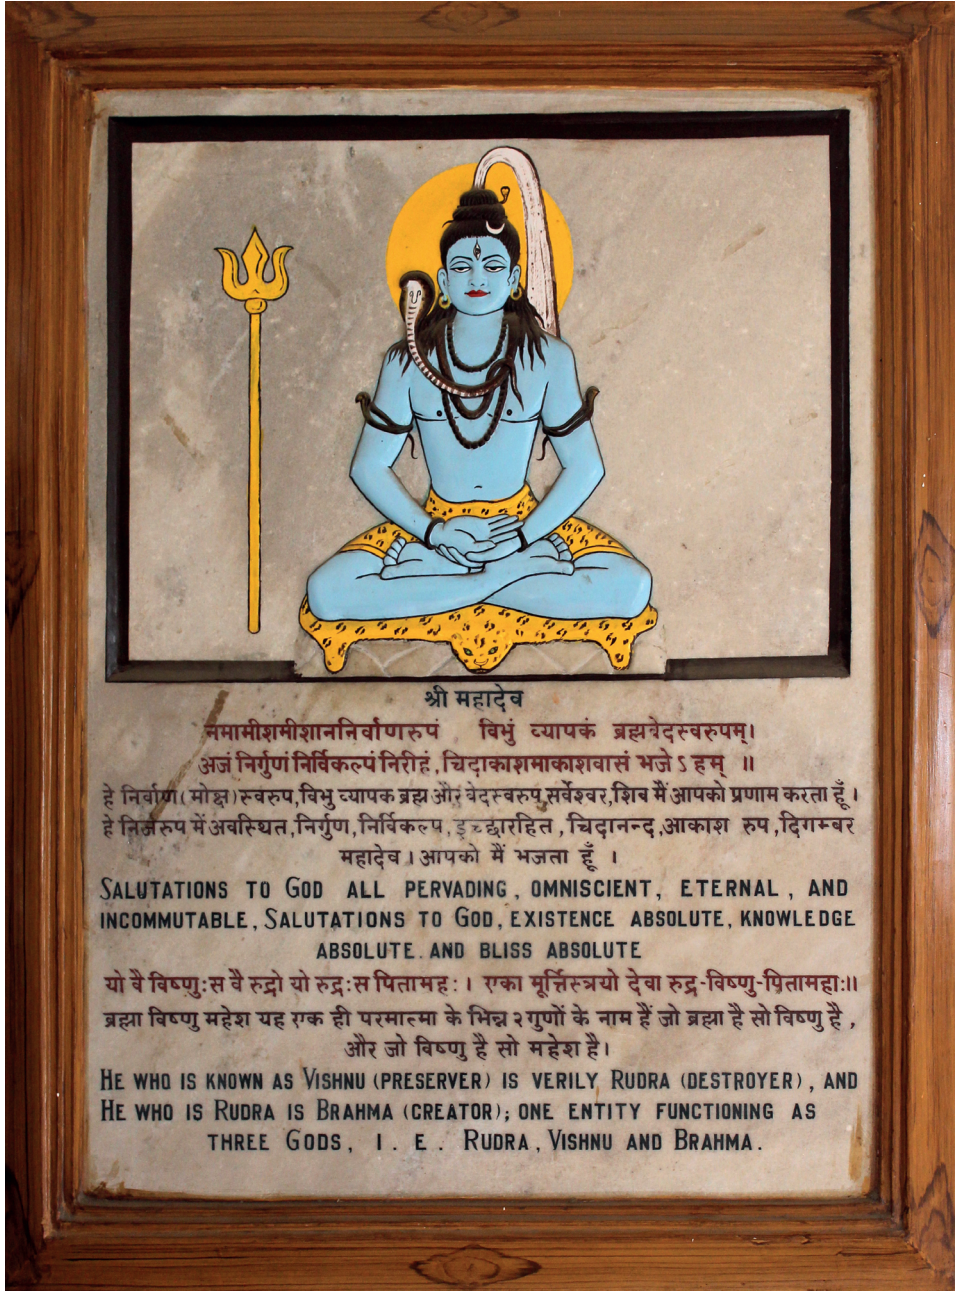 श्री महादेव
नमामीशमीशाननिर्वाणरुपं विभुं व्यापकं ब्रह्मवेदस्वरुपम्।
अजं निर्गुणं निर्विकल्पं निरीहं, चिदाकाशमाकाशवासं भजेऽहम् ॥
हे निर्वाण(मोक्ष)स्वरुप,विभु व्यापक ब्रह्म और वेदस्वरुप,सर्वेश्वर,शिव मैं आपको प्रणाम करता हूँ।
हे निजरुप में अवस्थित,निर्गुण,निर्विकल्प,इच्छारहित,चिदानन्द,आकाश रुप,दिगम्बर
महादेव।आपको मैं भजता हूँ ।
SALUTATIONS TO GOD ALL PERVADING, OMNISCIENT, ETERNAL, AND
INCOMMUTABLE, SALUTATIONS TO GOD, EXISTENCE ABSOLUTE, KNOWLEDGE
ABSOLUTE. AND BLISS ABSOLUTE
यो वै विष्णुःस वै रुद्रो यो रुद्रःस पितामहः। एका मूर्त्तिस्त्रयो देवा रुद्र-विष्णु-पितामहाः॥
ब्रह्मा विष्णु महेश यह एक ही परमात्मा के भिन्न २गुणों के नाम हैं जो ब्रह्मा है सो विष्णु है,
और जो विष्णु है सो महेश है।
HE WHO IS KNOWN AS VISHNU (PRESERVER) IS VERILY RUDRA (DESTROYER), AND
HE WHO IS RUDRA IS BRAHMA (CREATOR); ONE ENTITY FUNCTIONING AS
THREE GODS, I. E. RUDRA, VISHNU AND BRAHMA.